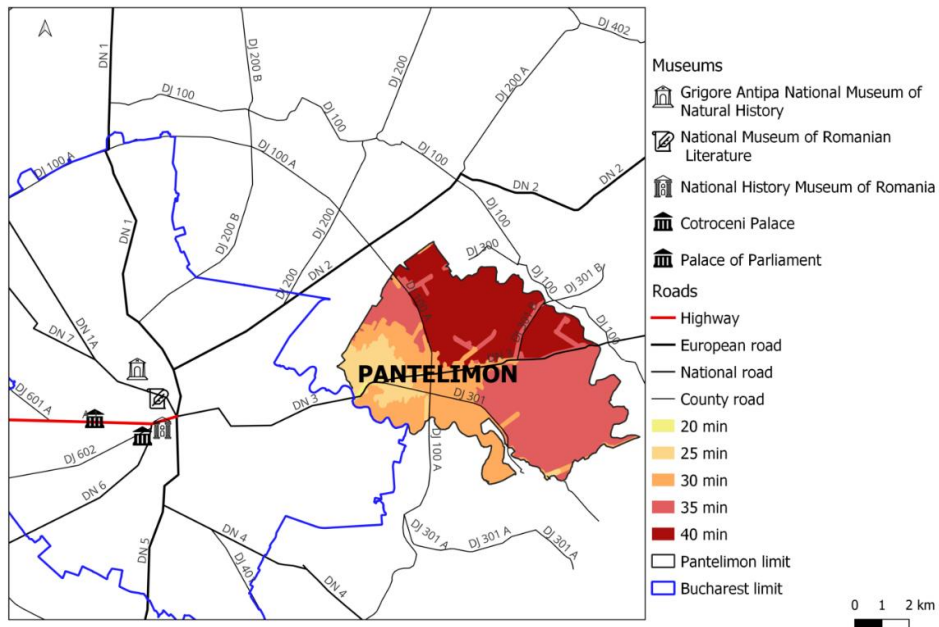 DJ 402
DN 1
DJ 200 B
DJ 200
DJ 200 A
DJ 100
DJ 100
DJ 100
DJ 100 A
DJ 100 A
DN 2
DN 2
DJ 100
DN 1
DJ 200 B
DJ 200
DJ 200
DN 2
DJ 300
DJ 301 B
DJ 100
DJ 100
DN 7
DN 1A
PANTELIMON
DJ 601 A
DN 3
DJ 301
DJ 602
DJ 100 A
DN 6
DN 5
DN 4
DJ 40
DN 4
DJ 301 A
DJ 301 A
DJ 301 A
Museums
Grigore Antipa National Museum of
Natural History
National Museum of Romanian
Literature
National History Museum of Romania
Cotroceni Palace
Palace of Parliament
Roads
Highway
European road
National road
County road
20 min
25 min
30 min
35 min
40 min
Pantelimon limit
Bucharest limit
0 1 2 km